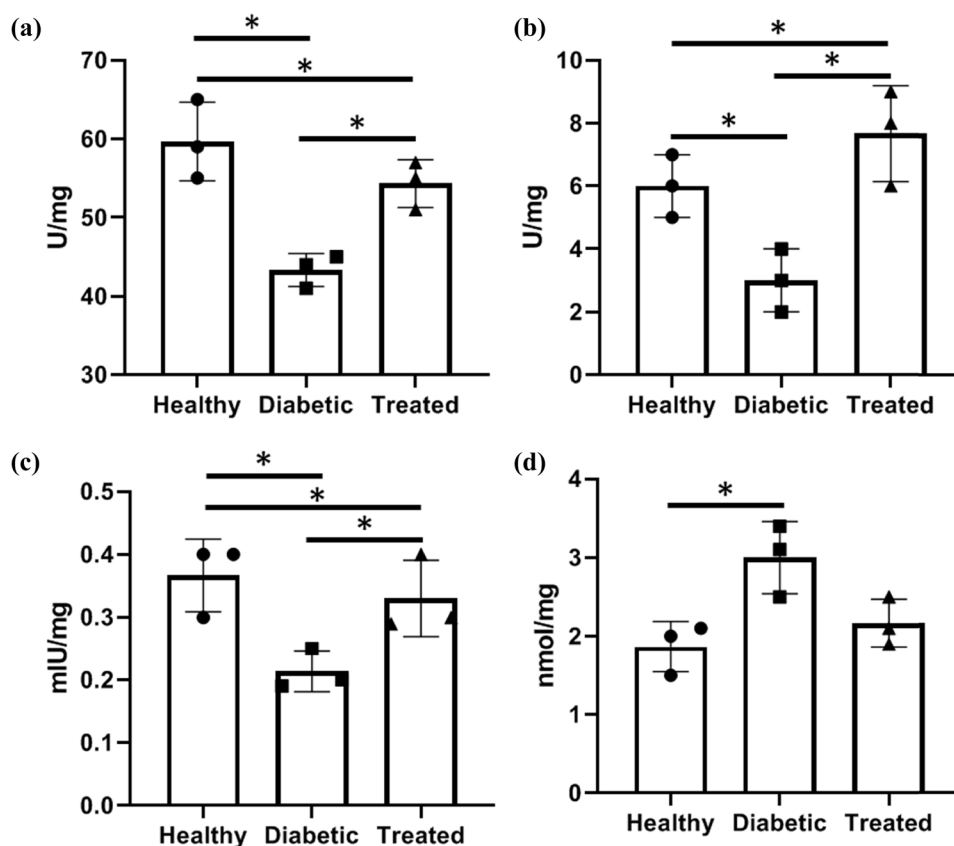 (a)
*
*
*
70
60
50
40
30
U/mg
Healthy Diabetic Treated
(b)
*
*
*
10
8
6
4
2
0
U/mg
Healthy Diabetic Treated
(c)
*
*
*
0.5
0.4
0.3
0.2
0.1
0.0
mIU/mg
Healthy Diabetic Treated
(d)
*
4
3
2
1
0
nmol/mg
Healthy Diabetic Treated